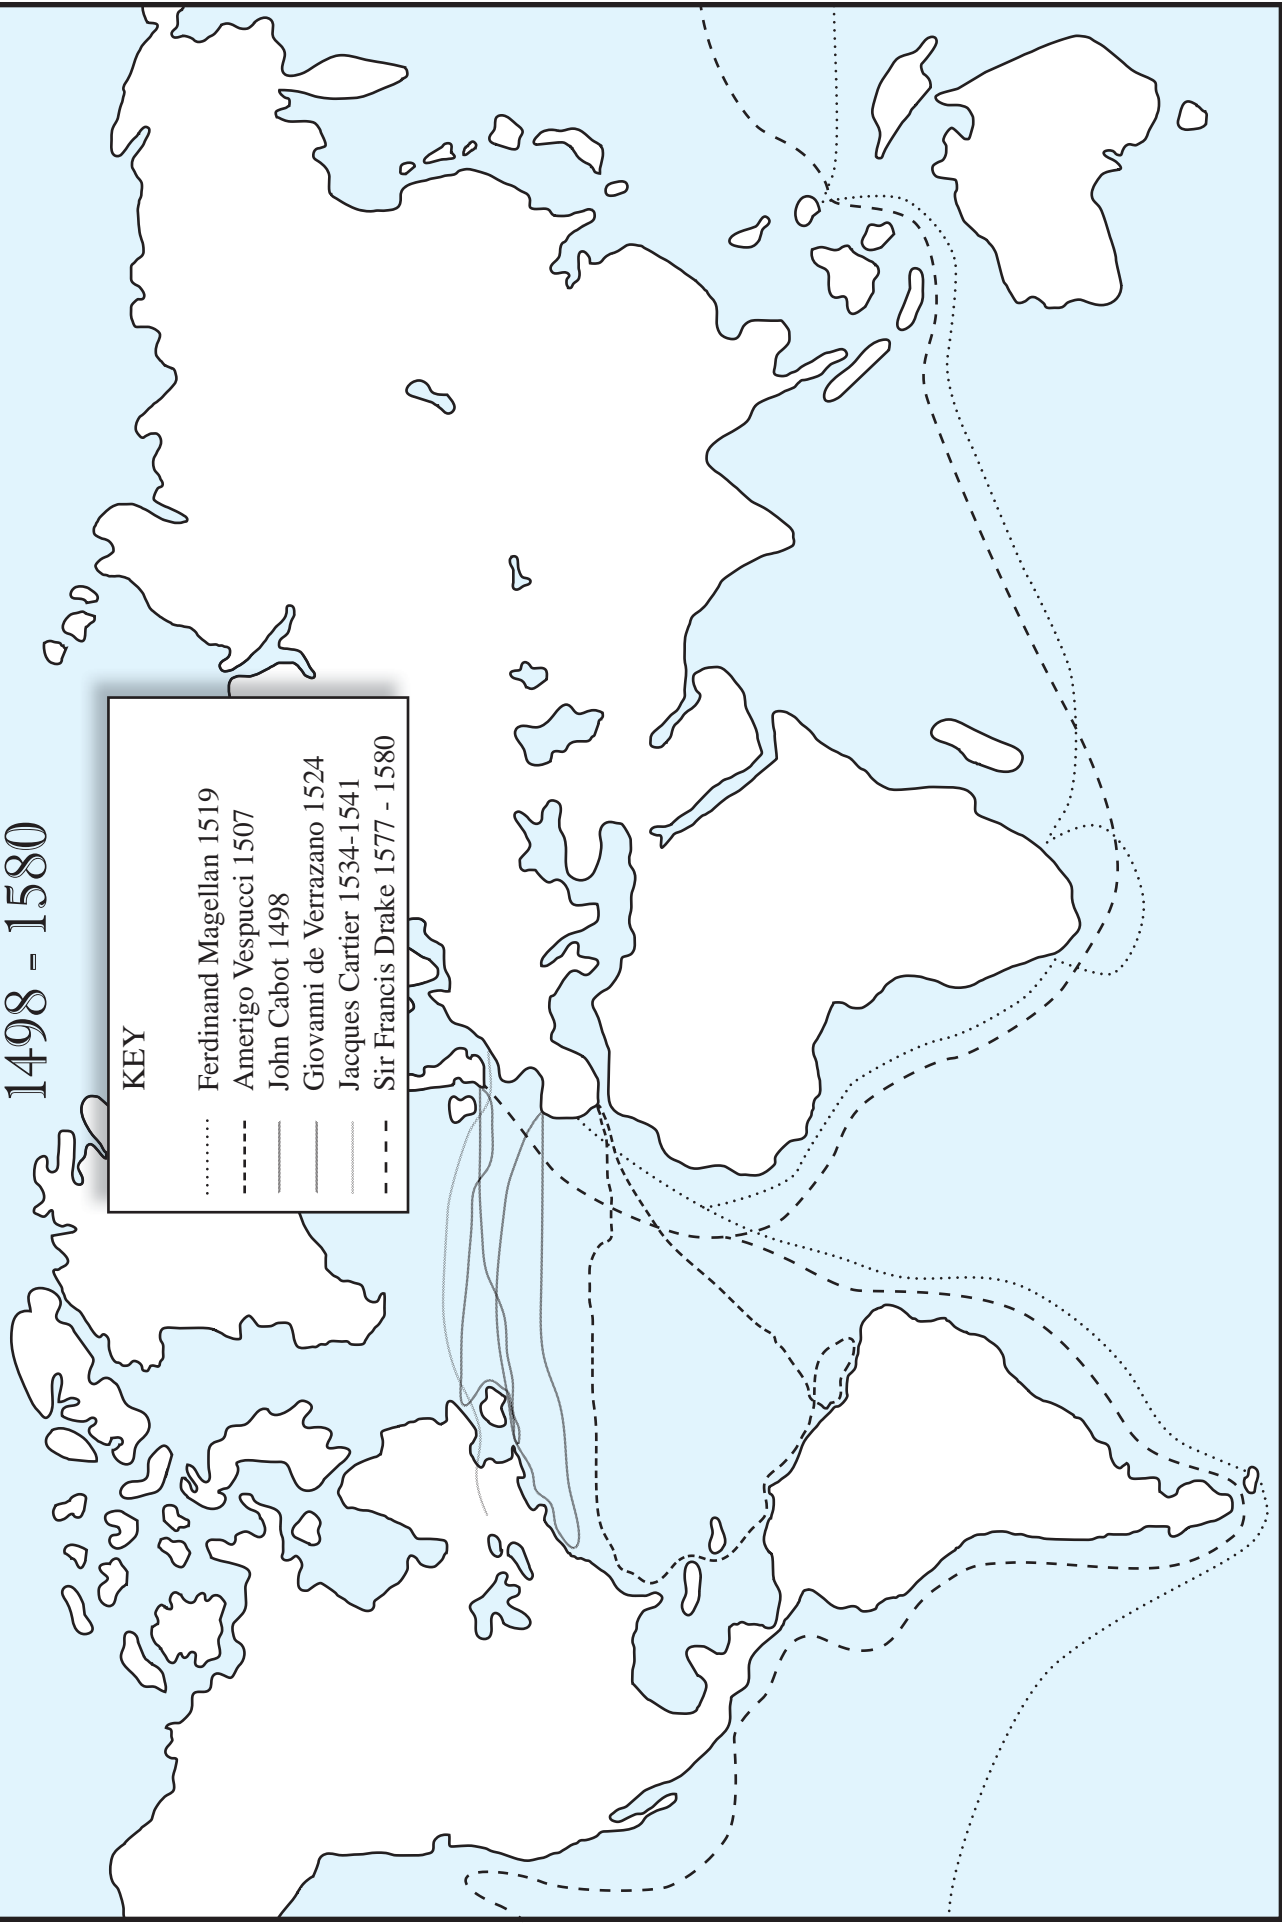 1498 - 1580
KEY
Ferdinand Magellan 1519
Amerigo Vespucci 1507
John Cabot 1498
Giovanni de Verrazano 1524
Jacques Cartier 1534-1541
Sir Francis Drake 1577 - 1580